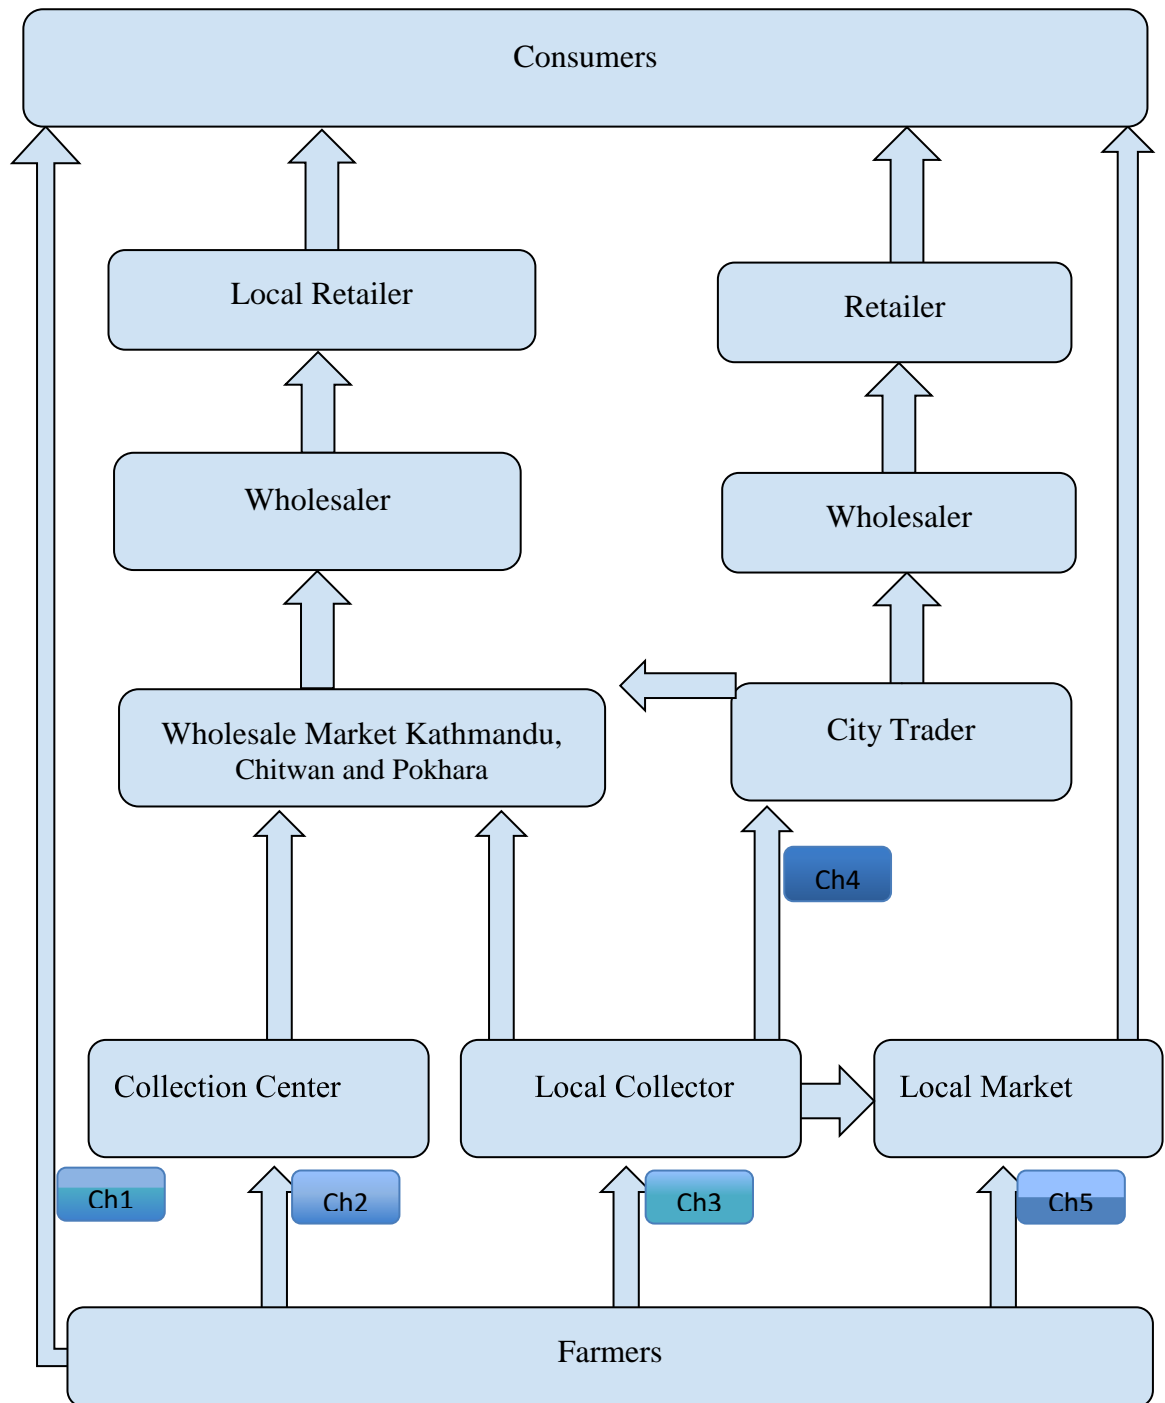 Consumers
Local Retailer
Retailer
Wholesaler
Wholesaler
Wholesale Market Kathmandu,
Chitwan and Pokhara
City Trader
Ch4
Collection Center
Local Collector
Local Market
Ch1
Ch2
Ch3
Ch5
Farmers